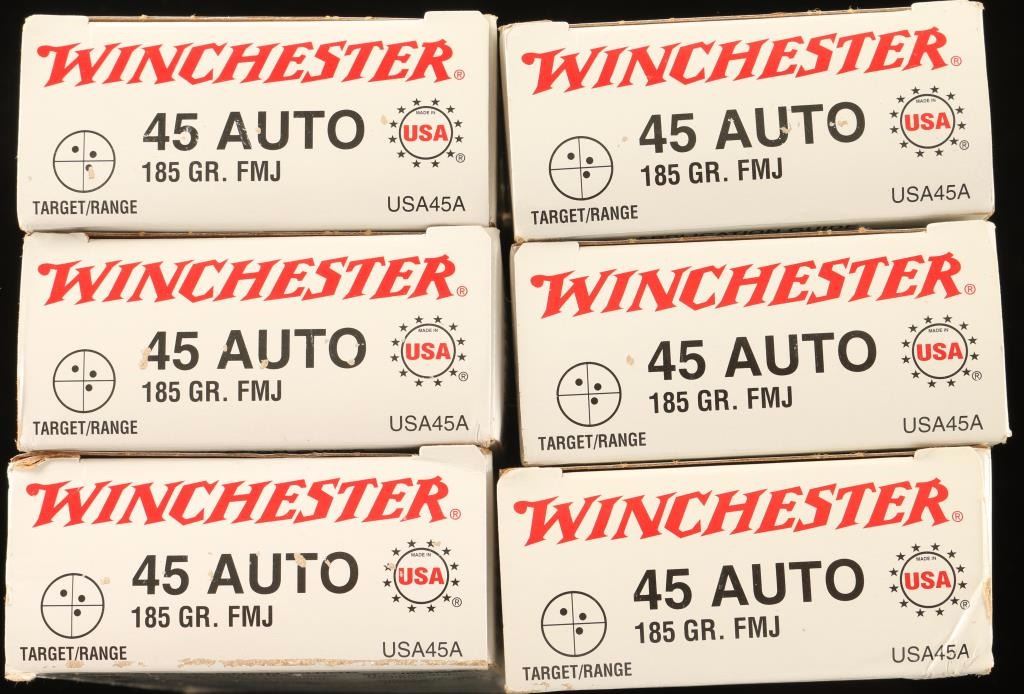 WINCHESTER®
45 AUTO
185 GR. FMJ
MADE IN
USA
®
TARGET/RANGE
USA45A
WINCHESTER®
45 AUTO
185 GR. FMJ
MADE IN
USA
®
TARGET/RANGE
USA45A
WINCHESTER®
45 AUTO
185 GR. FMJ
MADE IN
USA
®
TARGET/RANGE
USA45A
WINCHESTER®
45 AUTO
185 GR. FMJ
MADE IN
USA
®
TARGET/RANGE
USA45A
WINCHESTER®
45 AUTO
185 GR. FMJ
MADE IN
USA
®
TARGET/RANGE
USA45A
WINCHESTER®
45 AUTO
185 GR. FMJ
MADE IN
USA
®
TARGET/RANGE
USA45A